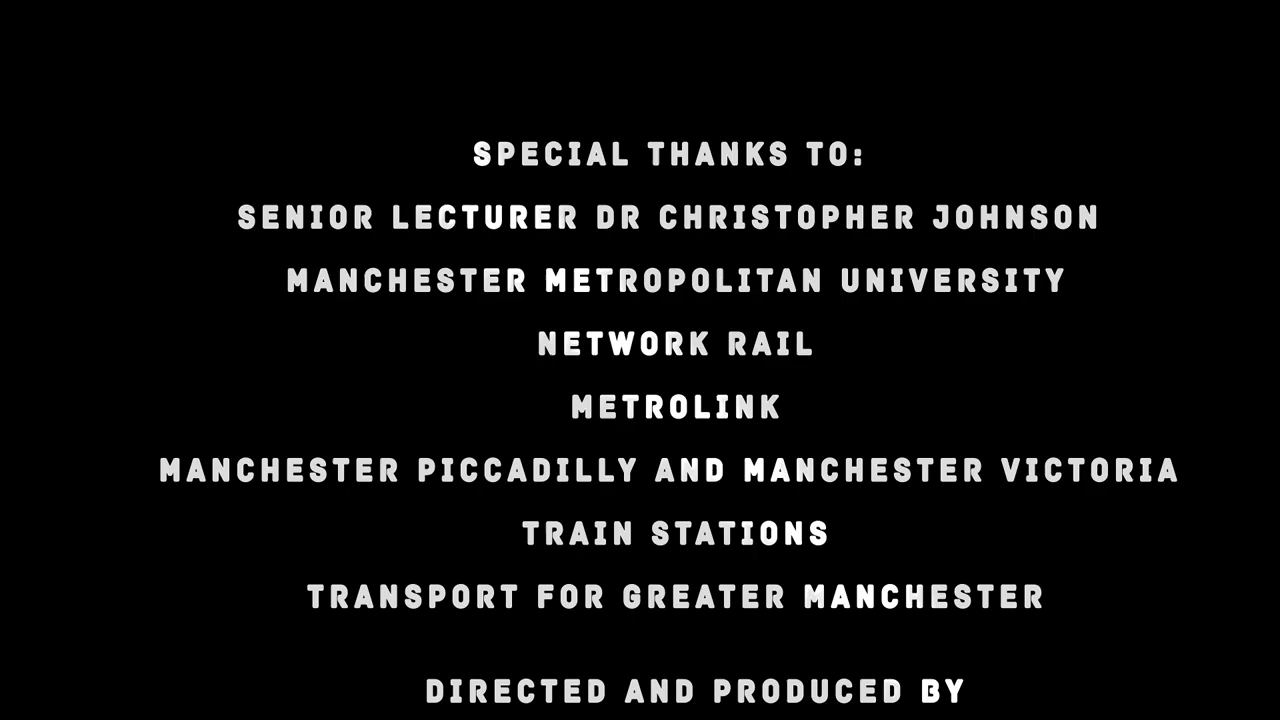 SPECIAL THANKS TO:
SENIOR LECTURER DR CHRISTOPHER JOHNSON
MANCHESTER METROPOLITAN UNIVERSITY
NETWORK RAIL
METROLINK
MANCHESTER PICCADILLY AND MANCHESTER VICTORIA
TRAIN STATIONS
TRANSPORT FOR GREATER MANCHESTER
DIRECTED AND PRODUCED BY